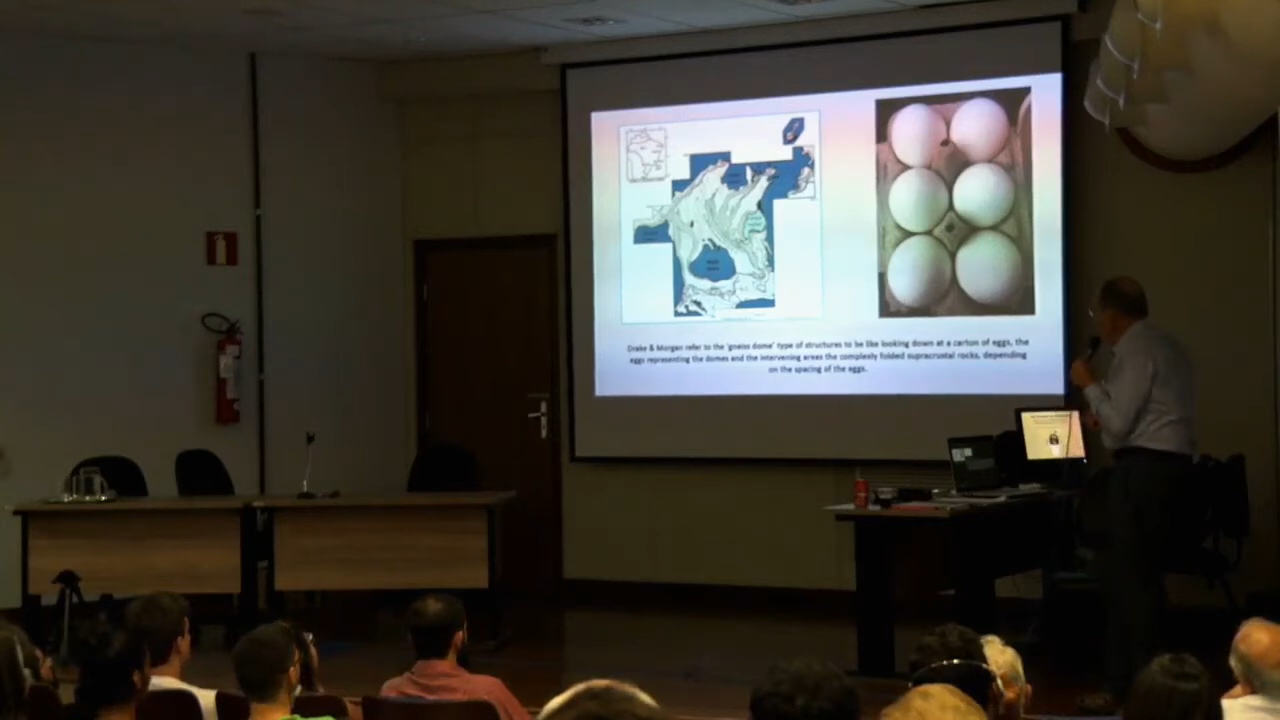 Drake & Morgan refer to the 'gneiss dome' type of structures to be like looking down at a carton of eggs, the
eggs representing the domes and the intervening areas the complexly folded supracrustal rocks, depending
on the spacing of the eggs.